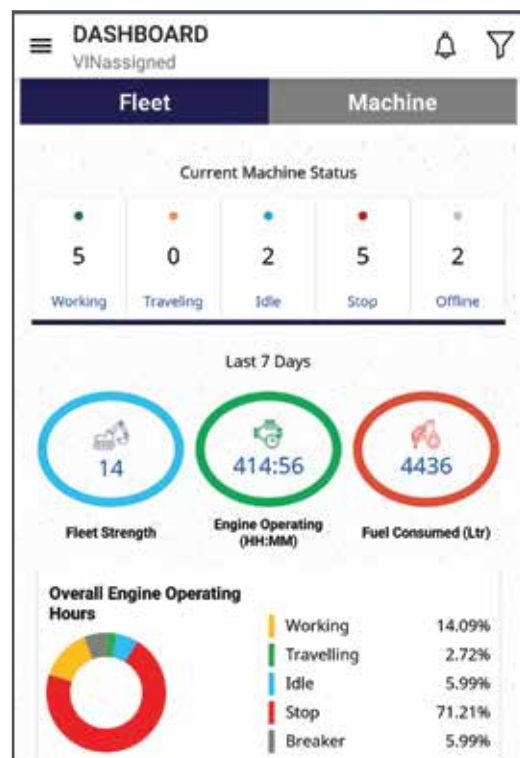 DASHBOARD
VINassigned
Fleet Machine
Current Machine Status
5 0 2 5 2
Working Traveling Idle Stop Offline
Last 7 Days
14 414:56 4436
Fleet Strength Engine Operating (HH:MM) Fuel Consumed (Ltr)
Overall Engine Operating
Hours
Working 14.09%
Travelling 2.72%
Idle 5.99%
Stop 71.21%
Breaker 5.99%